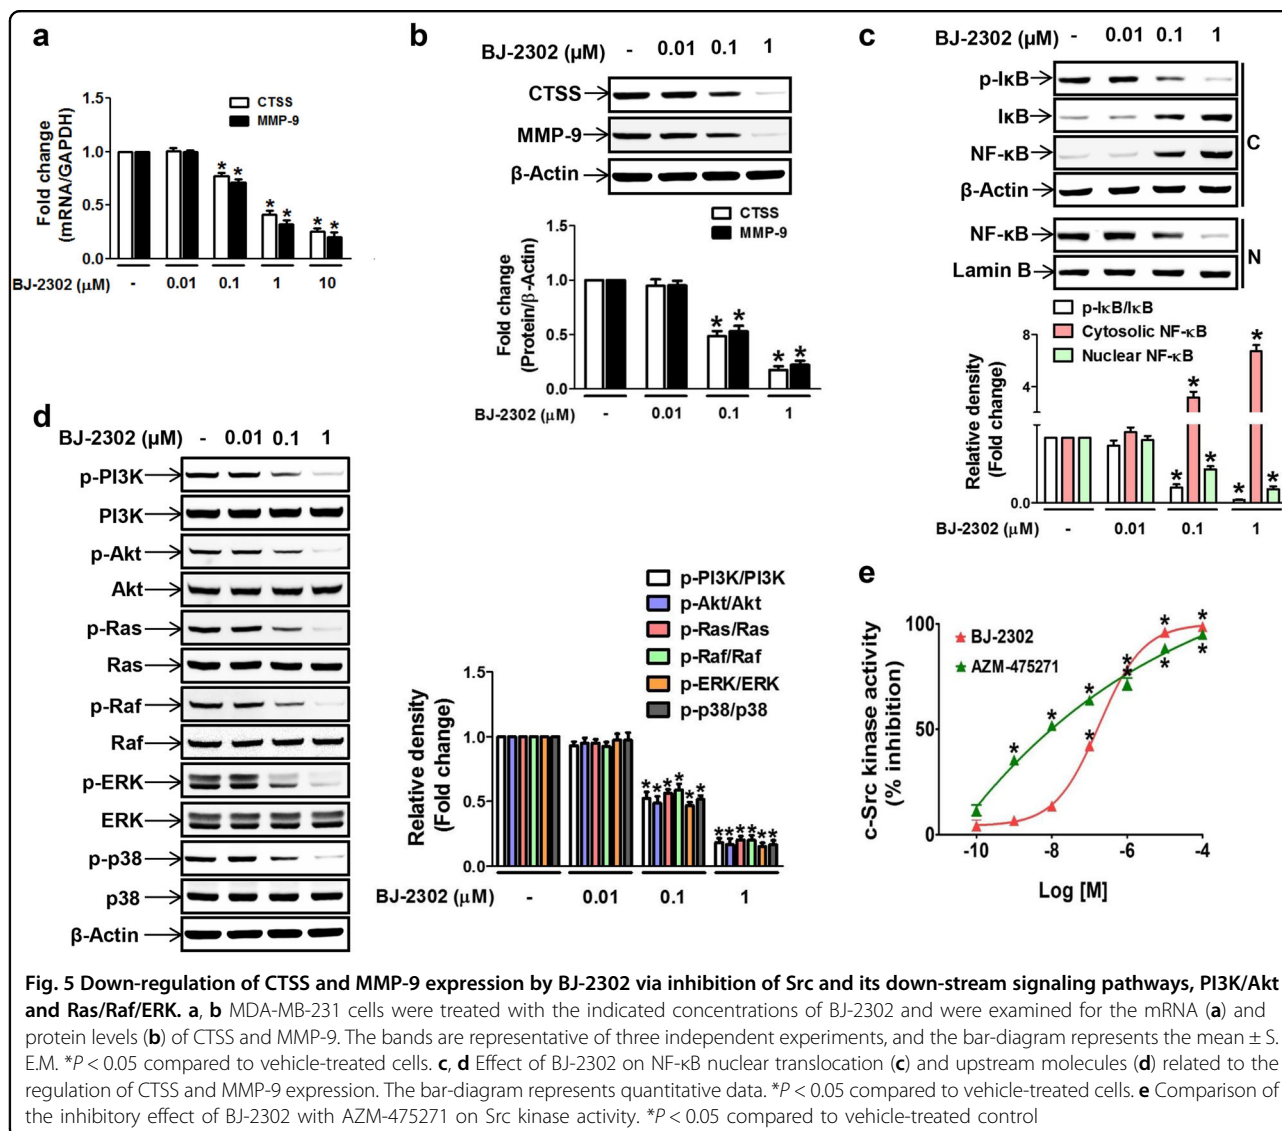 a
Fold change
(mRNA/GAPDH)
1.5
1.0
0.5
0.0
CTSS
MMP-9
* *
* *
* *
BJ-2302 (μM)
- 0.01 0.1 1 10
b
BJ-2302 (μM) - 0.01 0.1 1
CTSS
MMP-9
β-Actin
Fold change
(Protein/β-Actin)
1.5
1.0
0.5
0.0
CTSS
MMP-9
* *
* *
BJ-2302 (μM) - 0.01 0.1 1
c
BJ-2302 (μM) - 0.01 0.1 1
p-IκB
IκB
NF-κB
β-Actin
C
NF-κB
Lamin B
N
p-IκB/IκB
Cytosolic NF-κB
Nuclear NF-κB
Relative density
(Fold change)
8
4
0.0
* * *
* * *
BJ-2302 (μM) - 0.01 0.1 1
d
BJ-2302 (μM) - 0.01 0.1 1
p-PI3K
PI3K
p-Akt
Akt
p-Ras
Ras
p-Raf
Raf
p-ERK
ERK
p-p38
p38
β-Actin
p-PI3K/PI3K
p-Akt/Akt
p-Ras/Ras
p-Raf/Raf
p-ERK/ERK
p-p38/p38
Relative density
(Fold change)
1.5
1.0
0.5
0.0
* * * * * *
* * * * * *
BJ-2302 (μM) - 0.01 0.1 1
e
c-Src kinase activity
(% inhibition)
100
50
0
BJ-2302
AZM-475271
* * * * * * * * * *
-10 -8 -6 -4
Log [M]
Fig. 5 Down-regulation of CTSS and MMP-9 expression by BJ-2302 via inhibition of Src and its down-stream signaling pathways, PI3K/Akt
and Ras/Raf/ERK. a, b MDA-MB-231 cells were treated with the indicated concentrations of BJ-2302 and were examined for the mRNA (a) and
protein levels (b) of CTSS and MMP-9. The bands are representative of three independent experiments, and the bar-diagram represents the mean ± S.
E.M. *P < 0.05 compared to vehicle-treated cells. c, d Effect of BJ-2302 on NF-κB nuclear translocation (c) and upstream molecules (d) related to the
regulation of CTSS and MMP-9 expression. The bar-diagram represents quantitative data. *P < 0.05 compared to vehicle-treated cells. e Comparison of
the inhibitory effect of BJ-2302 with AZM-475271 on Src kinase activity. *P < 0.05 compared to vehicle-treated control